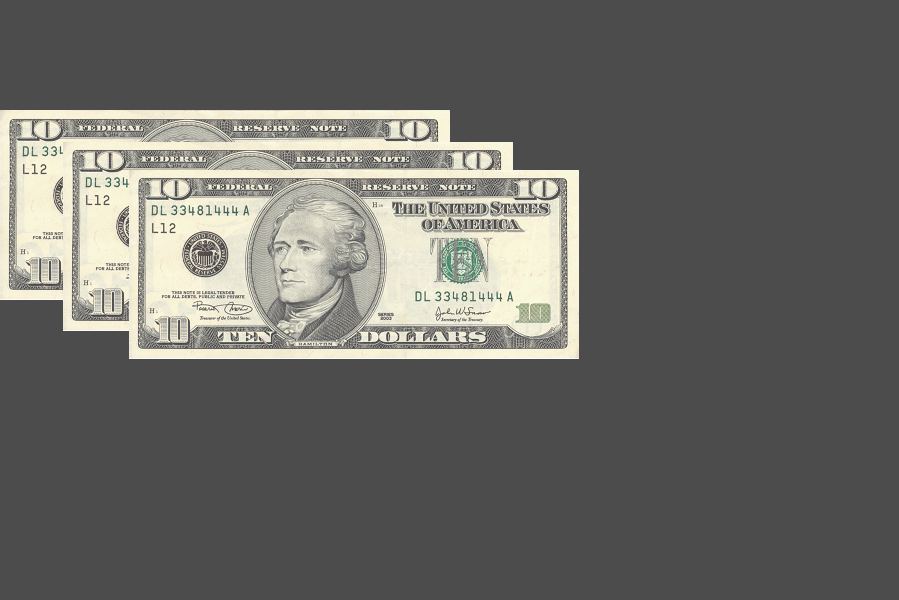 10 FEDERAL RESERVE NOTE 10
DL 334
L12
THIS NOT
FOR ALL DEBTS
10
10 FEDERAL RESERVE NOTE 10
DL 334
L12
THIS NOTE
FOR ALL DEBTS
10
10 FEDERAL RESERVE NOTE 10
DL 33481444 A
THE UNITED STATES
OF AMERICA
L12
TEN
THIS NOTE IS LEGAL TENDER
FOR ALL DEBTS, PUBLIC AND PRIVATE
DL 33481444 A
Treasurer of the United States.
SERIES
2003
John W Snow
Secretary of the Treasury.
10
10 TEN DOLLARS
HAMILTON